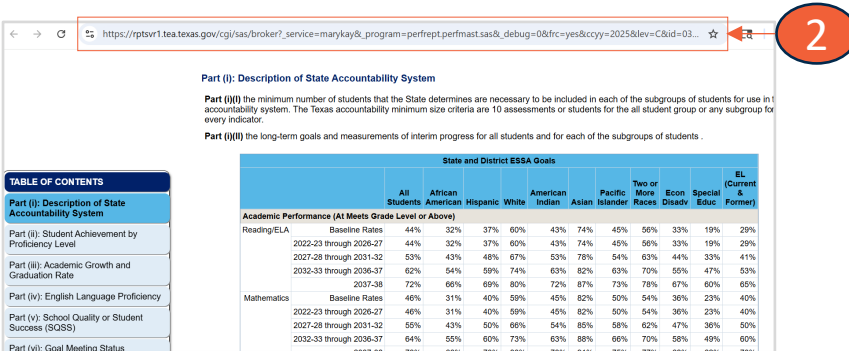 https://rptsvr1.tea.texas.gov/cgi/sas/broker?_service=marykay&_program=perfrept.perfmast.sas&_debug=0&frc=yes&ccyy=2025&lev=C&id=03...
2
Part (i): Description of State Accountability System
Part (i)(I) the minimum number of students that the State determines are necessary to be included in each of the subgroups of students for use in
accountability system. The Texas accountability minimum size criteria are 10 assessments or students for the all student group or any subgroup for
every indicator.
Part (i)(II) the long-term goals and measurements of interim progress for all students and for each of the subgroups of students .
TABLE OF CONTENTS
Part (i): Description of State
Accountability System
Part (ii): Student Achievement by
Proficiency Level
Part (iii): Academic Growth and
Graduation Rate
Part (iv): English Language Proficiency
Part (v): School Quality or Student
Success (SQSS)
Part (vi): Goal Meeting Status
State and District ESSA Goals
All Students African American Hispanic White American Indian Asian Pacific Islander Two or More Races Econ Disadv Special Educ EL (Current & Former)
Academic Performance (At Meets Grade Level or Above)
Reading/ELA Baseline Rates 44% 32% 37% 60% 43% 74% 45% 56% 33% 19% 29%
2022-23 through 2026-27 44% 32% 37% 60% 43% 74% 45% 56% 33% 19% 29%
2027-28 through 2031-32 53% 43% 48% 67% 53% 78% 54% 63% 44% 33% 41%
2032-33 through 2036-37 62% 54% 59% 74% 63% 82% 63% 70% 55% 47% 53%
2037-38 72% 66% 69% 80% 72% 87% 73% 78% 67% 60% 65%
Mathematics Baseline Rates 46% 31% 40% 59% 45% 82% 50% 54% 36% 23% 40%
2022-23 through 2026-27 46% 31% 40% 59% 45% 82% 50% 54% 36% 23% 40%
2027-28 through 2031-32 55% 43% 50% 66% 54% 85% 58% 62% 47% 36% 50%
2032-33 through 2036-37 64% 55% 60% 73% 63% 88% 66% 70% 58% 49% 60%